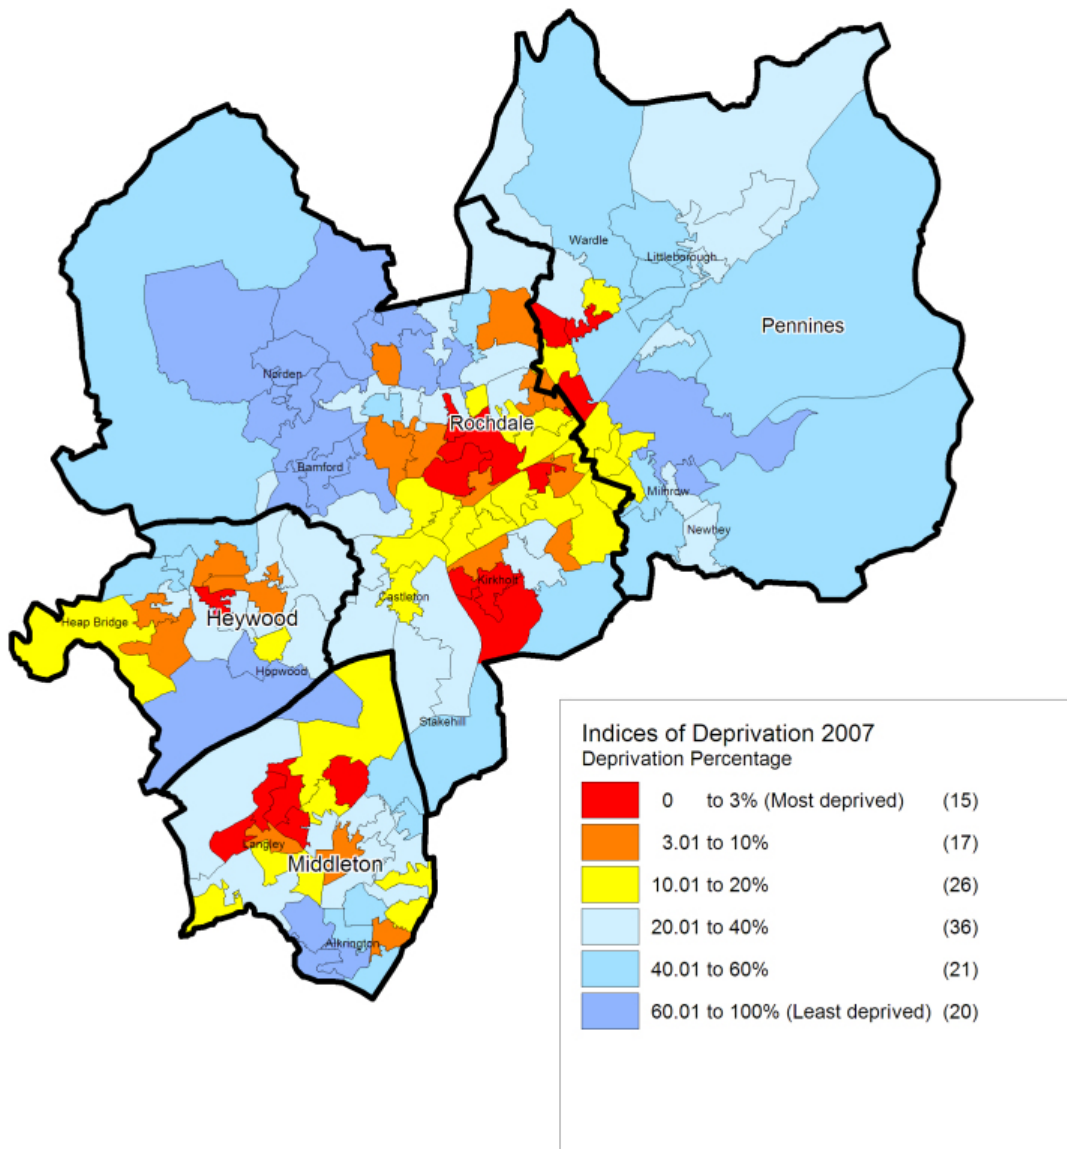 Wardle
Littleborough
Pennines
Norden
Rochdale
Bamford
Milnrow
Newhey
Kirkholt
Castleton
Heap Bridge
Heywood
Hopwood
Stakehill
Langley
Middleton
Alkrington
Indices of Deprivation 2007
Deprivation Percentage
0 to 3% (Most deprived) (15)
3.01 to 10% (17)
10.01 to 20% (26)
20.01 to 40% (36)
40.01 to 60% (21)
60.01 to 100% (Least deprived) (20)